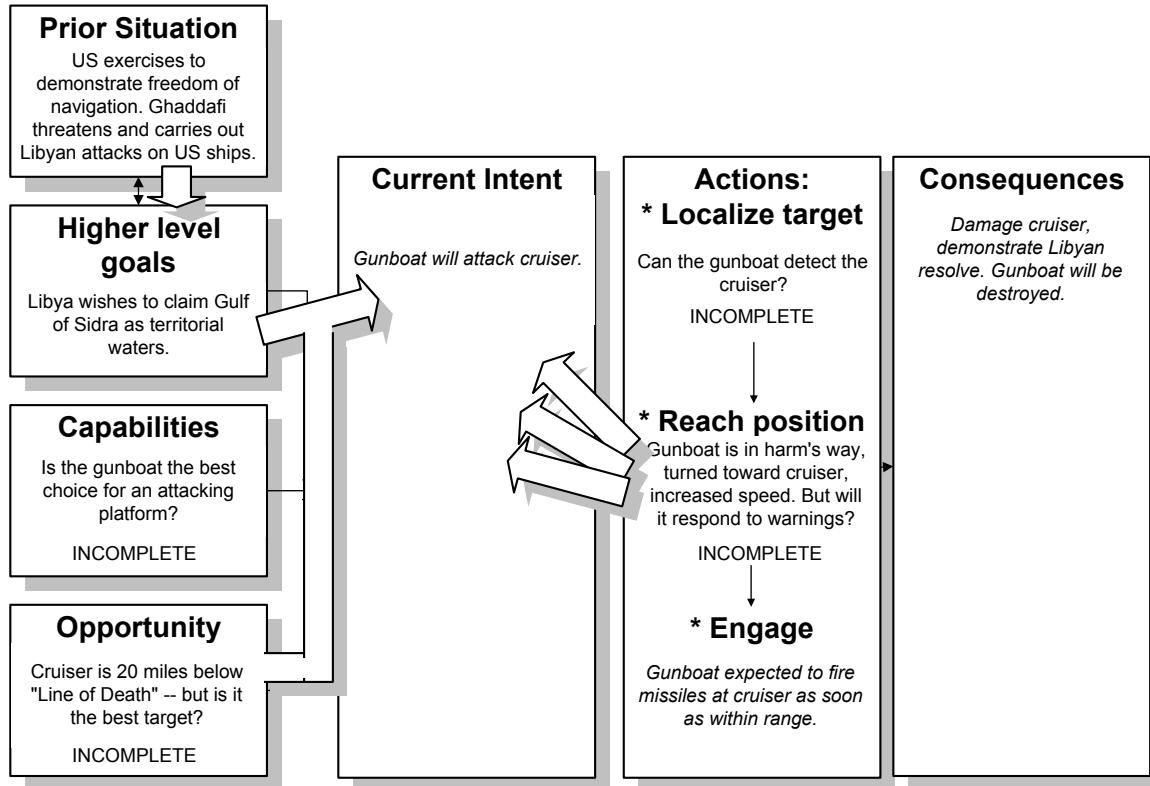 Prior Situation
US exercises to
demonstrate freedom of
navigation. Ghaddafi
threatens and carries out
Libyan attacks on US ships.
Higher level
goals
Libya wishes to claim Gulf
of Sidra as territorial
waters.
Capabilities
Is the gunboat the best
choice for an attacking
platform?
INCOMPLETE
Opportunity
Cruiser is 20 miles below
"Line of Death" -- but is it
the best target?
INCOMPLETE
Current Intent
Gunboat will attack cruiser.
Actions:
* Localize target
Can the gunboat detect the
cruiser?
INCOMPLETE
* Reach position
Gunboat is in harm's way,
turned toward cruiser,
increased speed. But will
it respond to warnings?
INCOMPLETE
* Engage
Gunboat expected to fire
missiles at cruiser as soon
as within range.
Consequences
Damage cruiser,
demonstrate Libyan
resolve. Gunboat will be
destroyed.